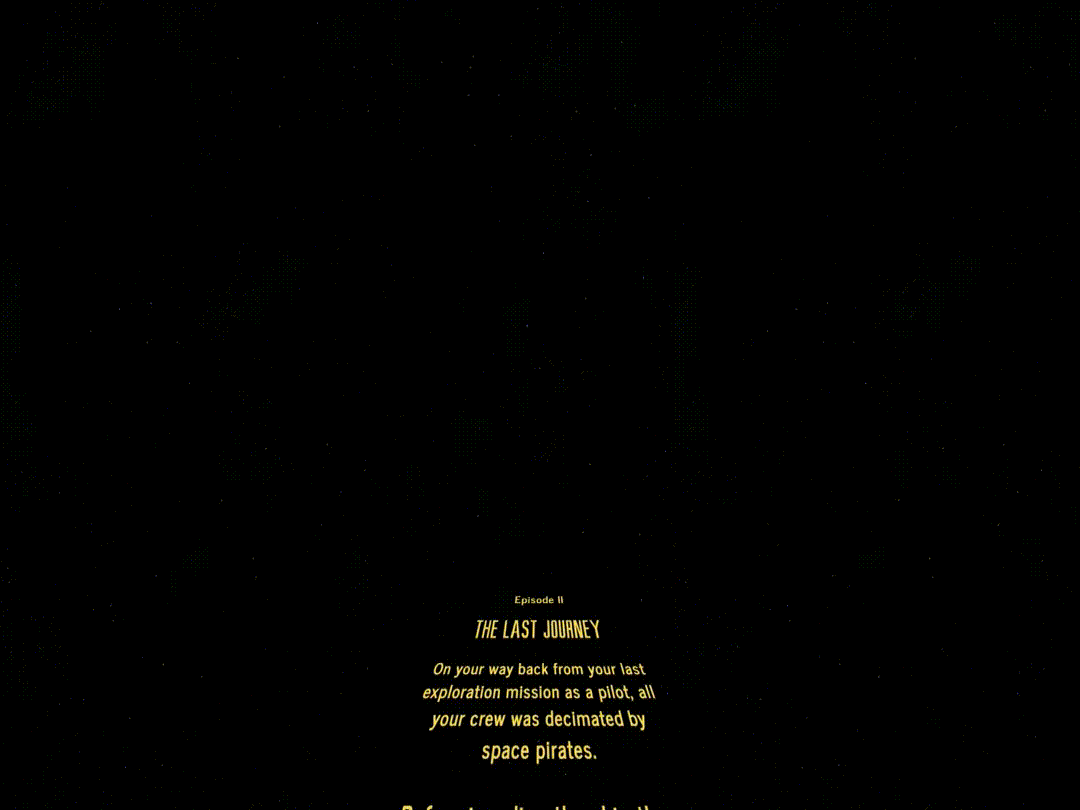 Episode II
THE LAST JOURNEY
On your way back from your last
exploration mission as a pilot, all
your crew was decimated by
space pirates.